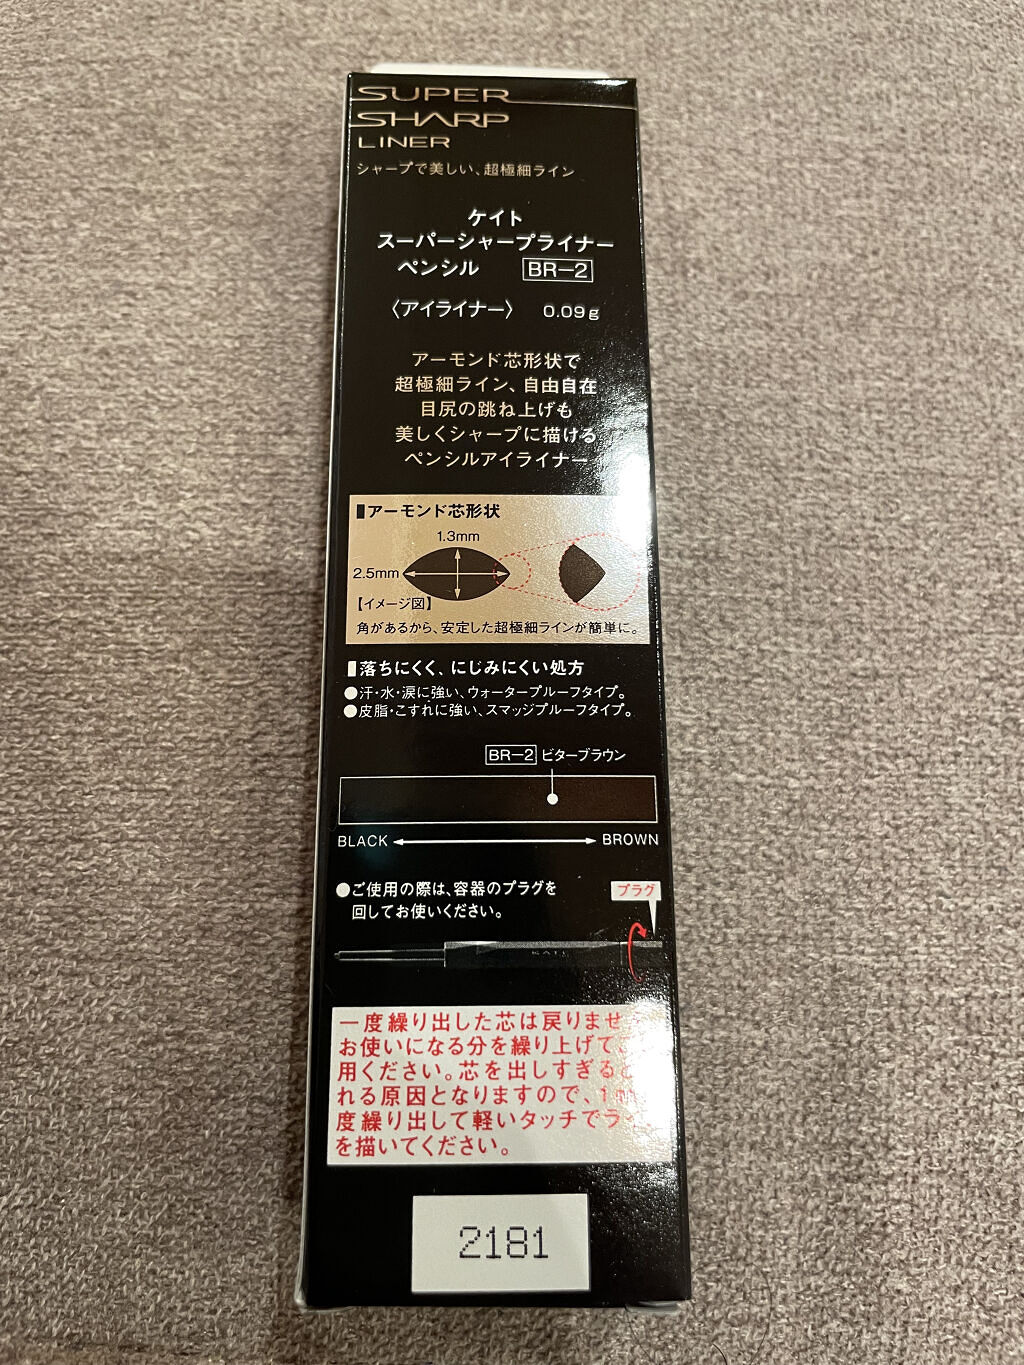 SUPER
SHARP
LINER
シャープで美しい、超極細ライン
ケイト
スーパーシャープライナー
ペンシル BR-2
〈アイライナー〉 0.09g
アーモンド芯形状で
超極細ライン、自由自在
目尻の跳ね上げも
美しくシャープに描ける
ペンシルアイライナー
アーモンド芯形状
1.3mm
2.5mm
【イメージ図】
角があるから、安定した超極細ラインが簡単に。
落ちにくく、にじみにくい処方
●汗・水・涙に強い、ウォータープルーフタイプ。
●皮脂・こすれに強い、スマッジプルーフタイプ。
BR-2 ビターブラウン
BLACK BROWN
●ご使用の際は、容器のプラグを
回してお使いください。
プラグ
一度繰り出した芯は戻りませ
お使いになる分を繰り上げて
用ください。芯を出しすぎると
れる原因となりますので、1mm
度繰り出して軽いタッチでラ
を描いてください。
2181